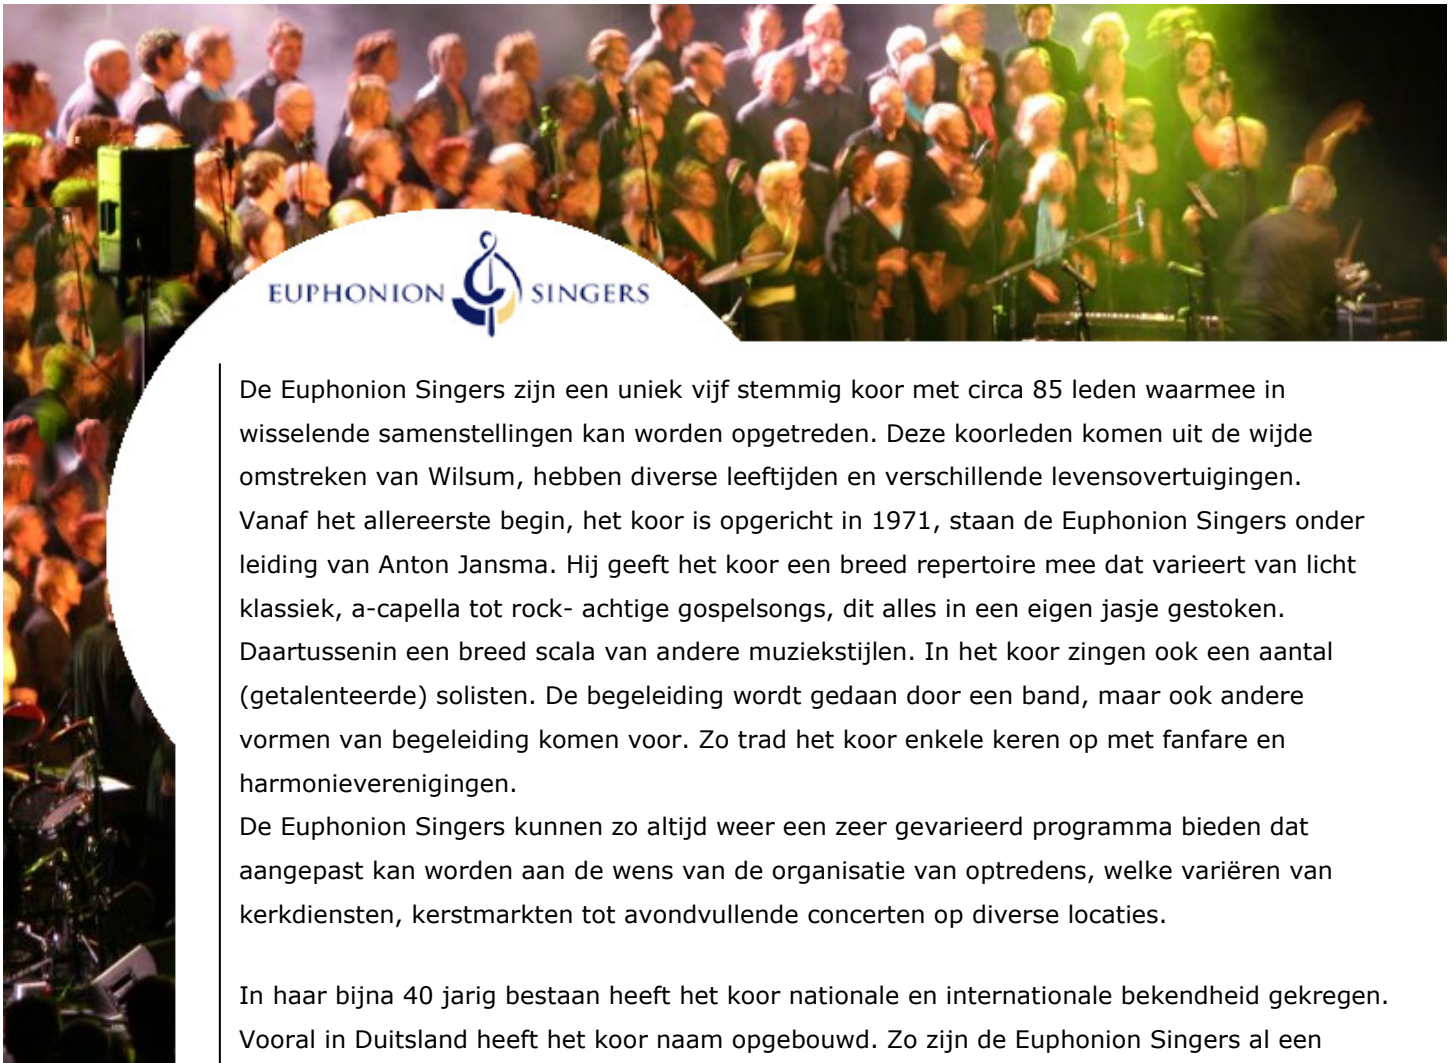 EUPHONION SINGERS
De Euphonion Singers zijn een uniek vijf stemmig koor met circa 85 leden waarmee in
wisselende samenstellingen kan worden opgetreden. Deze koorleden komen uit de wijde
omstreken van Wilsum, hebben diverse leeftijden en verschillende levensovertuigingen.
Vanaf het allereerste begin, het koor is opgericht in 1971, staan de Euphonion Singers onder
leiding van Anton Jansma. Hij geeft het koor een breed repertoire mee dat varieert van licht
klassiek, a-capella tot rock- achtige gospelsongs, dit alles in een eigen jasje gestoken.
Daartussenin een breed scala van andere muziekstijlen. In het koor zingen ook een aantal
(getalenteerde) solisten. De begeleiding wordt gedaan door een band, maar ook andere
vormen van begeleiding komen voor. Zo trad het koor enkele keren op met fanfare en
harmonieverenigingen.
De Euphonion Singers kunnen zo altijd weer een zeer gevarieerd programma bieden dat
aangepast kan worden aan de wens van de organisatie van optredens, welke variëren van
kerkdiensten, kerstmarkten tot avondvullende concerten op diverse locaties.
In haar bijna 40 jarig bestaan heeft het koor nationale en internationale bekendheid gekregen.
Vooral in Duitsland heeft het koor naam opgebouwd. Zo zijn de Euphonion Singers al een